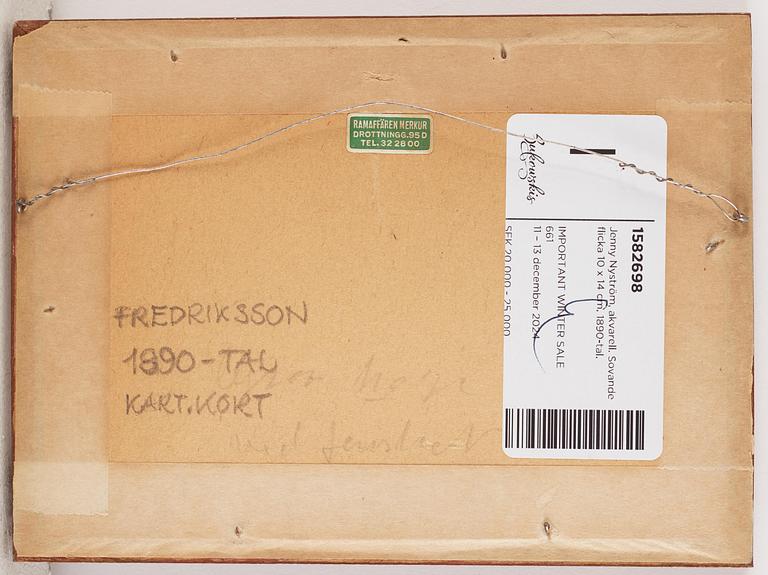 RAMAFFÄREN MERKUR
DROTTNINGG.95 D
TEL. 32 28 00
Bukowskis
1582698
Jenny Nyström, akvarell. Sovande
flicka 10 x 14 cm. 1890-tal.
IMPORTANT WINTER SALE
661
11 - 13 december 2024
SEK 20 000 - 25 000
FREDRIKSSON
1890-TAL
KART.KORT